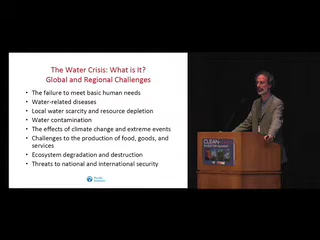 The Water Crisis: What is It?
Global and Regional Challenges
• The failure to meet basic human needs
• Water-related diseases
• Local water scarcity and resource depletion
• Water contamination
• The effects of climate change and extreme events
• Challenges to the production of food, goods, and
services
• Ecosystem degradation and destruction
• Threats to national and international security
CLEAN